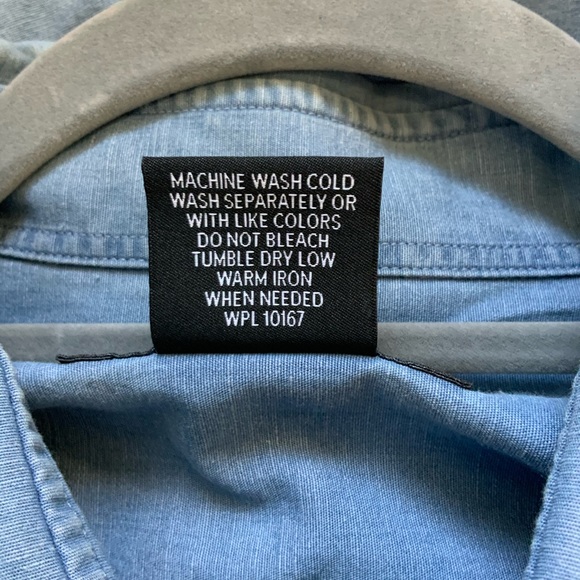 MACHINE WASH COLD
WASH SEPARATELY OR
WITH LIKE COLORS
DO NOT BLEACH
TUMBLE DRY LOW
WARM IRON
WHEN NEEDED
WPL 10167